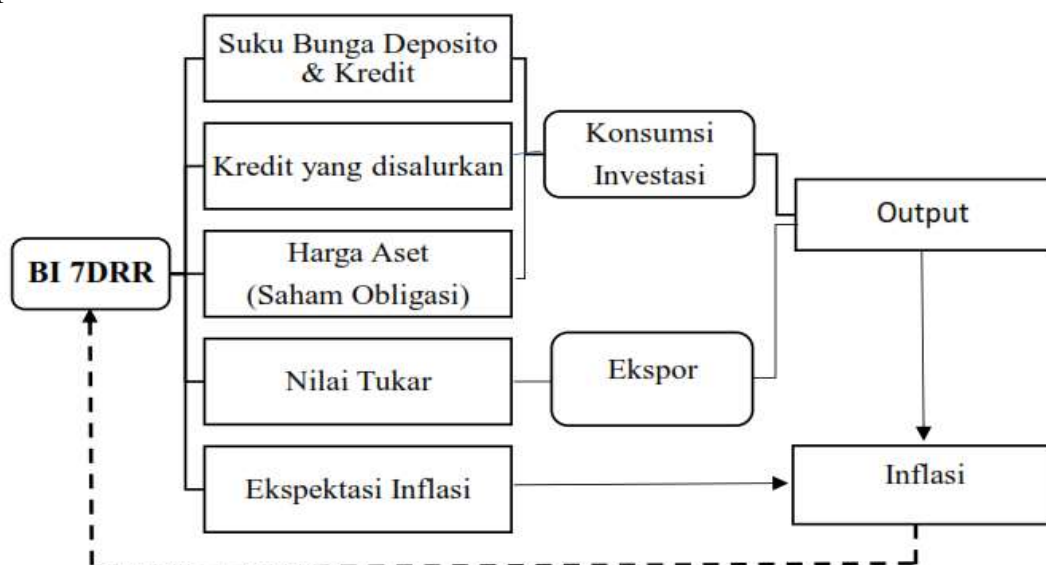 Suku Bunga Deposito
& Kredit
Kredit yang disalurkan
Harga Aset
(Saham Obligasi)
Nilai Tukar
Ekspektasi Inflasi
BI 7DRR
Konsumsi
Investasi
Ekspor
Output
Inflasi